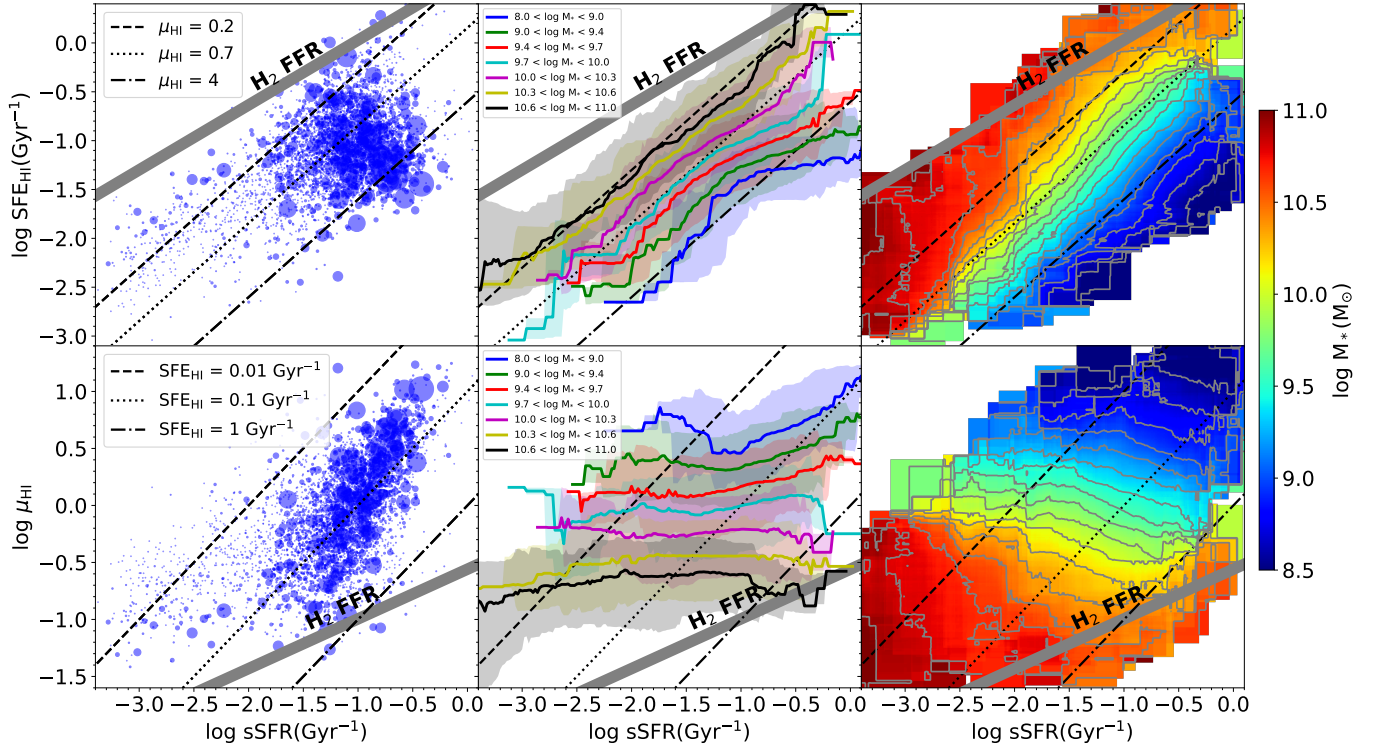 μHI = 0.2
μHI = 0.7
μHI = 4
H2 FFR
log SFEHI(Gyr−1)
0.0
−0.5
−1.0
−1.5
−2.0
−2.5
−3.0
8.0 < log M* < 9.0
9.0 < log M* < 9.4
9.4 < log M* < 9.7
9.7 < log M* < 10.0
10.0 < log M* < 10.3
10.3 < log M* < 10.6
10.6 < log M* < 11.0
H2 FFR
H2 FFR
SFEHI = 0.01 Gyr−1
SFEHI = 0.1 Gyr−1
SFEHI = 1 Gyr−1
H2 FFR
log μHI
1.0
0.5
0.0
−0.5
−1.0
−1.5
−3.0 −2.5 −2.0 −1.5 −1.0 −0.5 0.0
log sSFR(Gyr−1)
8.0 < log M* < 9.0
9.0 < log M* < 9.4
9.4 < log M* < 9.7
9.7 < log M* < 10.0
10.0 < log M* < 10.3
10.3 < log M* < 10.6
10.6 < log M* < 11.0
H2 FFR
−3.0 −2.5 −2.0 −1.5 −1.0 −0.5 0.0
log sSFR(Gyr−1)
H2 FFR
−3.0 −2.5 −2.0 −1.5 −1.0 −0.5 0.0
log sSFR(Gyr−1)
11.0
10.5
10.0
9.5
9.0
8.5
log M*(M⊙)